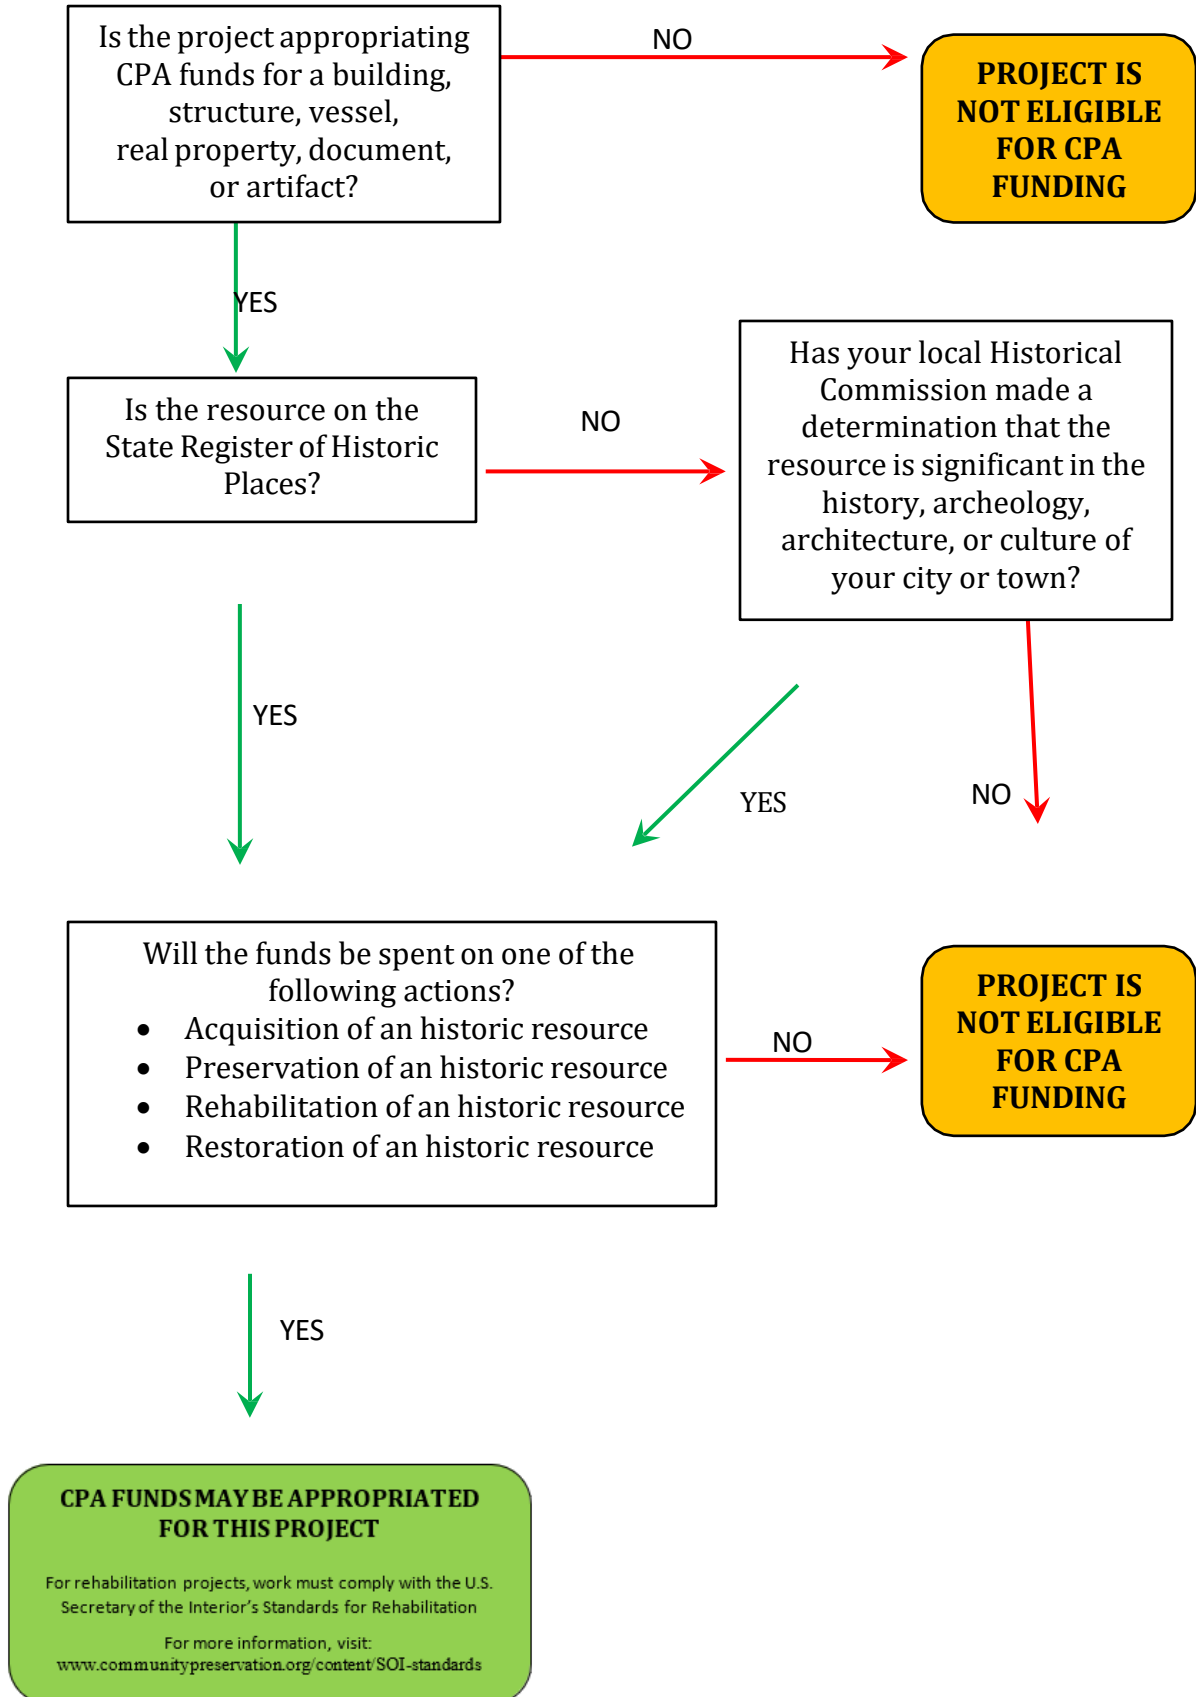 Is the project appropriating
CPA funds for a building,
structure, vessel,
real property, document,
or artifact?
NO
PROJECT IS
NOT ELIGIBLE
FOR CPA
FUNDING
YES
Is the resource on the
State Register of Historic
Places?
NO
Has your local Historical
Commission made a
determination that the
resource is significant in the
history, archeology,
architecture, or culture of
your city or town?
YES
YES
NO
Will the funds be spent on one of the
following actions?
• Acquisition of an historic resource
• Preservation of an historic resource
• Rehabilitation of an historic resource
• Restoration of an historic resource
NO
PROJECT IS
NOT ELIGIBLE
FOR CPA
FUNDING
YES
CPA FUNDS MAY BE APPROPRIATED
FOR THIS PROJECT
For rehabilitation projects, work must comply with the U.S.
Secretary of the Interior's Standards for Rehabilitation
For more information, visit:
www.communitypreservation.org/content/SOI-standards